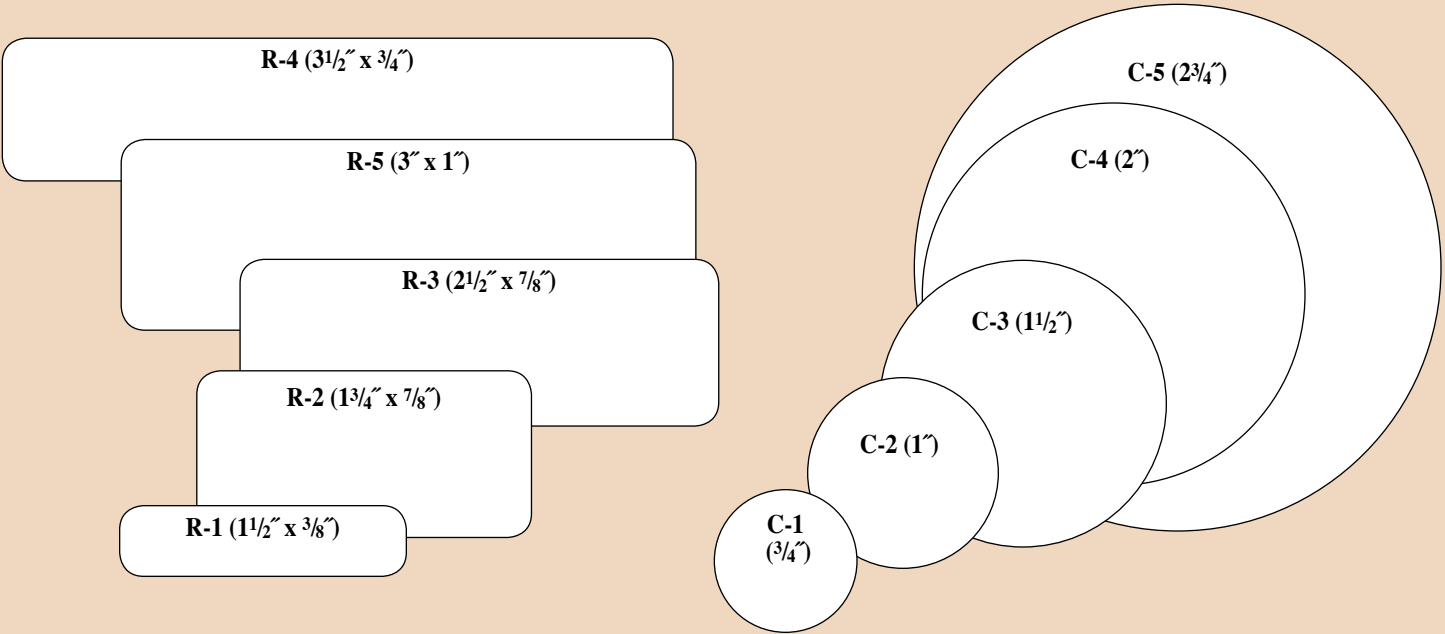 R-4 (3½˝ x ¾˝)
R-5 (3˝ x 1˝)
R-3 (2½˝ x ⅞˝)
R-2 (1¾˝ x ⅞˝)
R-1 (1½˝ x ⅜˝)
C-5 (2¾˝)
C-4 (2˝)
C-3 (1½˝)
C-2 (1˝)
C-1
(¾˝)